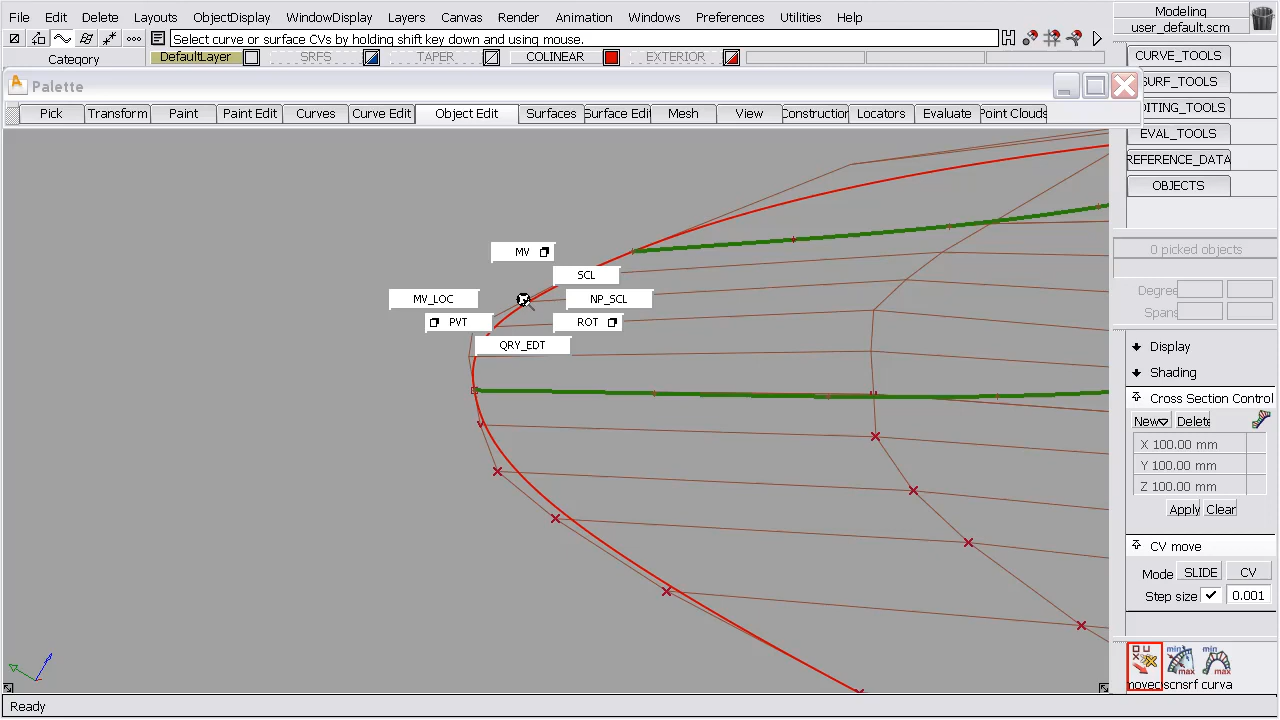 File Edit Delete Layouts ObjectDisplay WindowDisplay Layers Canvas Render Animation Windows Preferences Utilities Help
Modeling
user_default.scm
Select curve or surface CVs by holding shift key down and using mouse.
Category DefaultLayer SRFS TAPER COLINEAR EXTERIOR
CURVE_TOOLS
Palette
SURF_TOOLS
Pick Transform Paint Paint Edit Curves Curve Edit Object Edit Surfaces Surface Edit Mesh View Construction Locators Evaluate Point Clouds
DITING_TOOLS
EVAL_TOOLS
REFERENCE_DATA
OBJECTS
MV
SCL
MV_LOC NP_SCL
PVT ROT
QRY_EDT
0 picked objects
Degree
Spans
Display
Shading
Cross Section Control
New Delete
X 100.00 mm
Y 100.00 mm
Z 100.00 mm
Apply Clear
CV move
Mode SLIDE CV
Step size 0.001
min max min max
movec scnsrf curva
Ready